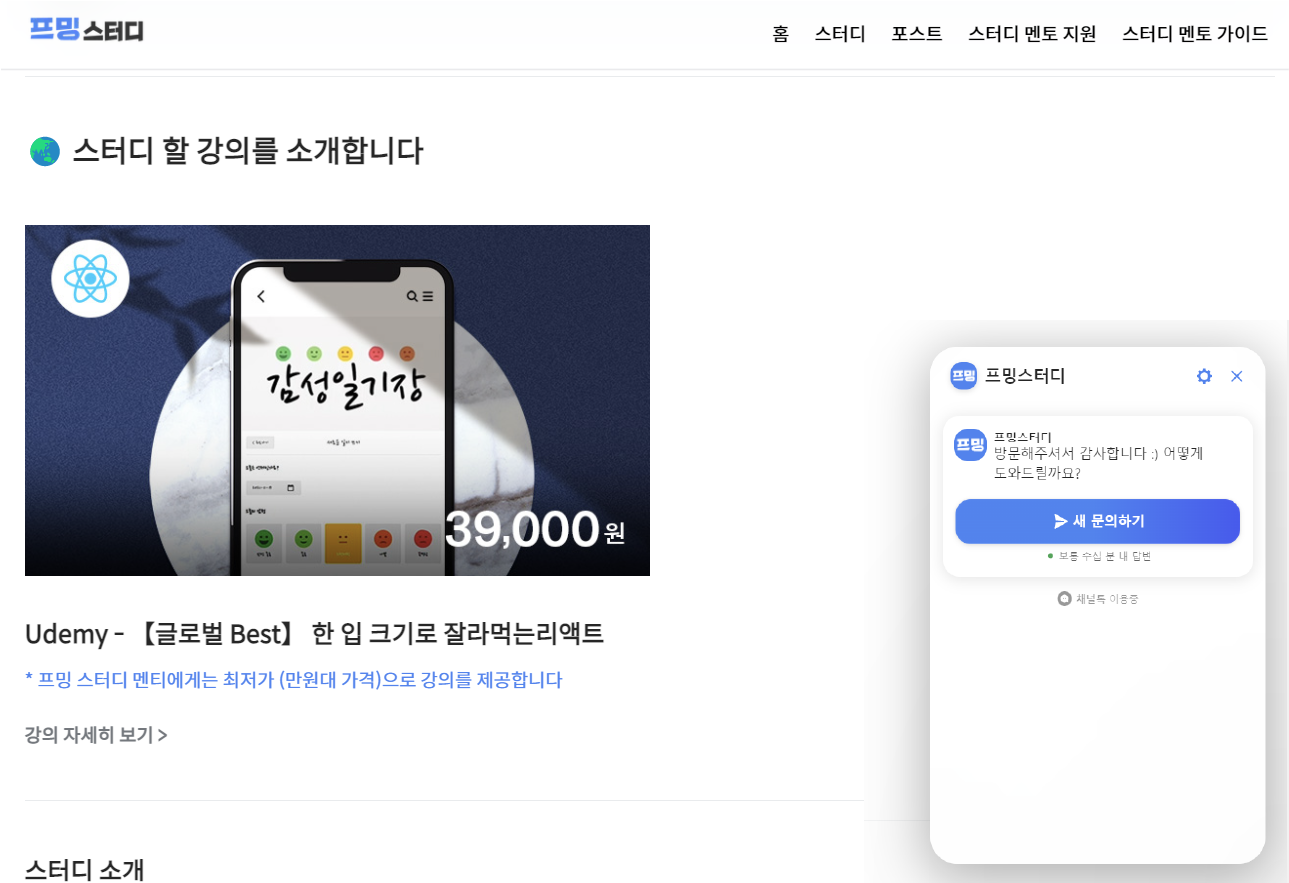 프밍 스터디
홈 스터디 포스트 스터디 멘토 지원 스터디 멘토 가이드
스터디 할 강의를 소개합니다
감성일기장
39,000원
Udemy - 【글로벌 Best】 한 입 크기로 잘라먹는리액트
* 프밍 스터디 멘티에게는 최저가 (만원대 가격)으로 강의를 제공합니다
강의 자세히 보기 >
스터디 소개
프밍 프밍스터디
프밍 프밍스터디
방문해주셔서 감사합니다 :) 어떻게
도와드릴까요?
새 문의하기
보통 수십 분 내 답변
채널톡 이용중